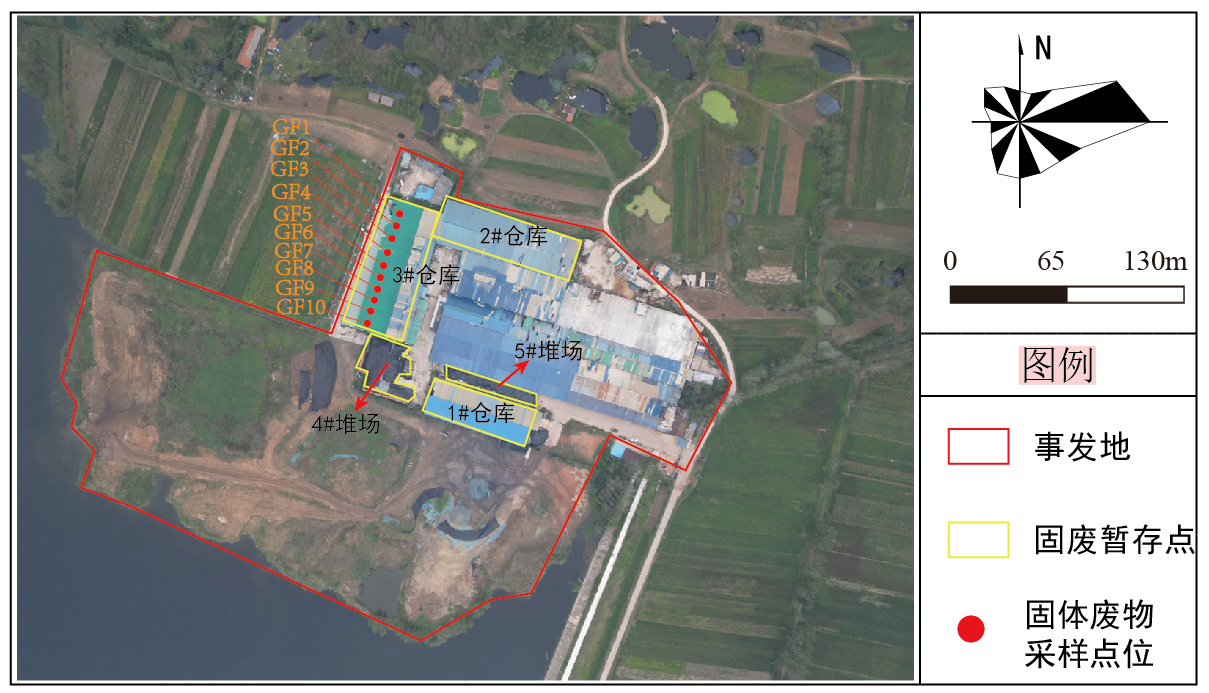 GF1
GF2
GF3
GF4
GF5
GF6
GF7
GF8
GF9
GF10
2#仓库
3#仓库
5#堆场
1#仓库
4#堆场
N
0 65 130m
图例
事发地
固废暂存点
固体废物
采样点位